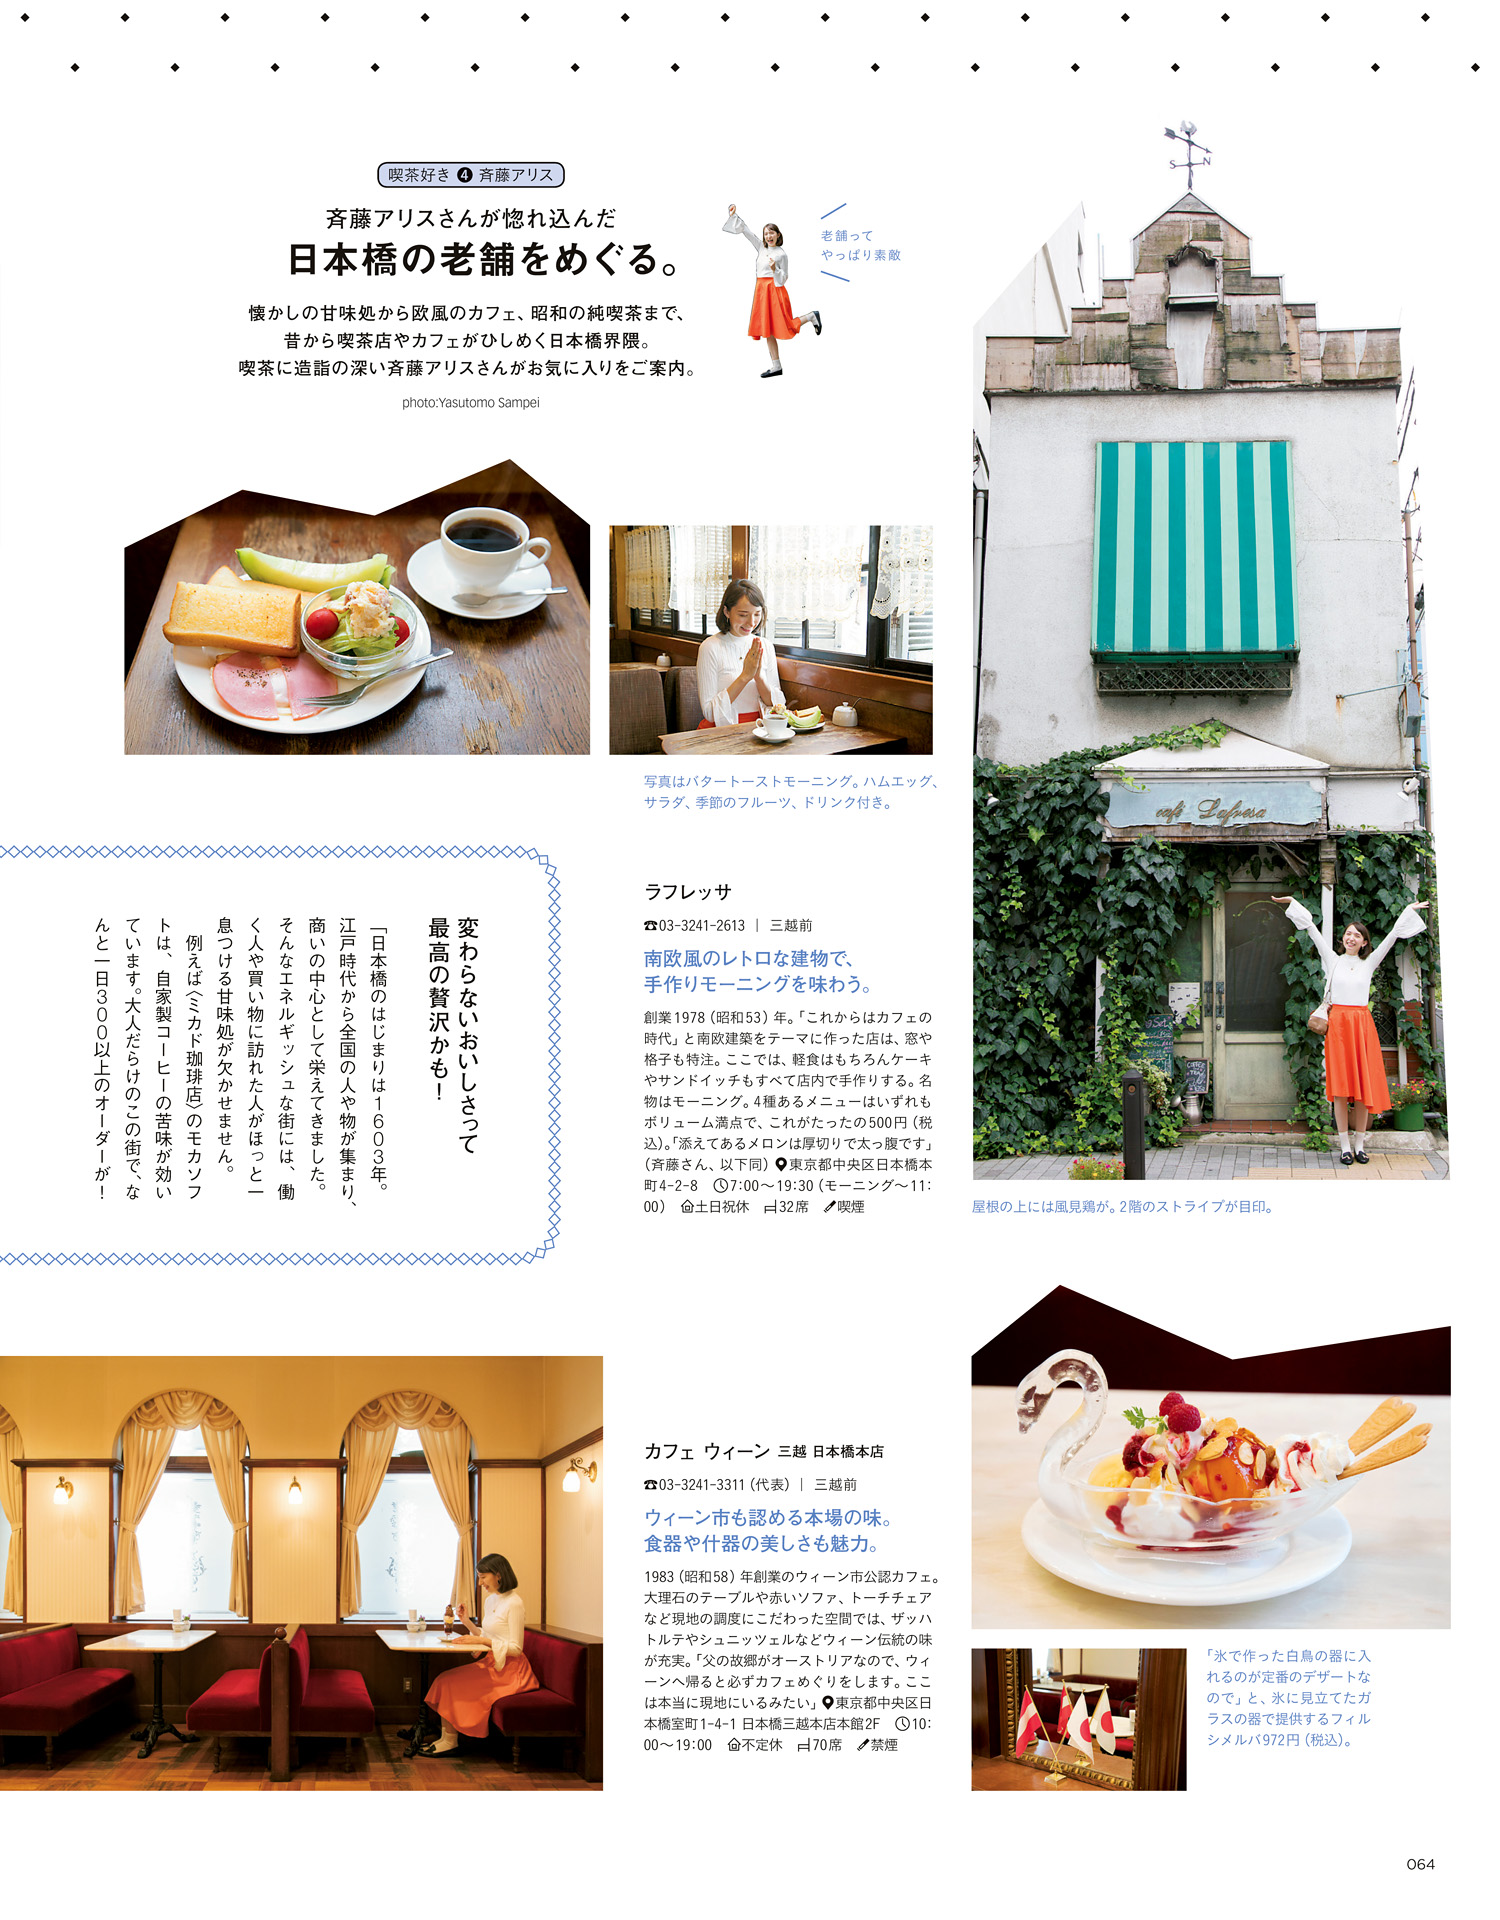 喫茶好き 4 斉藤アリス
斉藤アリスさんが惚れ込んだ
日本橋の老舗をめぐる。
懐かしの甘味処から欧風のカフェ、昭和の純喫茶まで、
昔から喫茶店やカフェがひしめく日本橋界隈。
喫茶に造詣の深い斉藤アリスさんがお気に入りをご案内。
photo:Yasutomo Sampei
老舗って
やっぱり素敵
S N
写真はバタートーストモーニング。ハムエッグ、
サラダ、季節のフルーツ、ドリンク付き。
café Lafresa
屋根の上には風見鶏が。2階のストライプが目印。
ラフレッサ
☎03-3241-2613 | 三越前
南欧風のレトロな建物で、
手作りモーニングを味わう。
創業1978(昭和53)年。「これからはカフェの
時代」と南欧建築をテーマに作った店は、窓や
格子も特注。ここでは、軽食はもちろんケーキ
やサンドイッチもすべて店内で手作りする。名
物はモーニング。4種あるメニューはいずれも
ボリューム満点で、これがたったの500円(税
込)。「添えてあるメロンは厚切りで太っ腹です」
(斉藤さん、以下同) 東京都中央区日本橋本
町4-2-8 7:00〜19:30(モーニング〜11:
00) 土日祝休 32席 喫煙
変わらないおいしさって
最高の贅沢かも!
「日本橋のはじまりは1603年。
江戸時代から全国の人や物が集まり、
商いの中心として栄えてきました。
そんなエネルギッシュな街には、働
く人や買い物に訪れた人がほっと一
息つける甘味処が欠かせません。
例えば〈ミカド珈琲店〉のモカソフ
トは、自家製コーヒーの苦味が効い
ています。大人だらけのこの街で、な
んと一日300以上のオーダーが!
カフェ ウィーン 三越 日本橋本店
☎03-3241-3311(代表) | 三越前
ウィーン市も認める本場の味。
食器や什器の美しさも魅力。
1983(昭和58)年創業のウィーン市公認カフェ。
大理石のテーブルや赤いソファ、トーチチェア
など現地の調度にこだわった空間では、ザッハ
トルテやシュニッツェルなどウィーン伝統の味
が充実。「父の故郷がオーストリアなので、ウィ
ーンへ帰ると必ずカフェめぐりをします。ここ
は本当に現地にいるみたい」 東京都中央区日
本橋室町1-4-1 日本橋三越本店本館2F 10:
00〜19:00 不定休 70席 禁煙
「氷で作った白鳥の器に入
れるのが定番のデザートな
ので」と、氷に見立てたガ
ラスの器で提供するフィル
シメルバ972円(税込)。
064